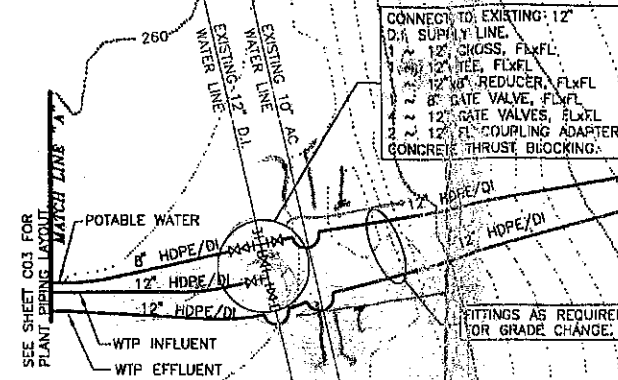 CONNECT TO EXISTING 12"
D.I. SUPPLY LINE.
12" CROSS, FLxFL
12" TEE, FLxFL
REDUCER, FLxFL
8" GATE VALVE, FLxFL
12" GATE VALVES, FLxFL
2 ~ 12" FL COUPLING ADAPTER
CONCRETE THRUST BLOCKING.
260
EXISTING 12" D.I.
WATER LINE
EXISTING 10" AC
WATER LINE
MATCH LINE "A"
SEE SHEET C03 FOR
PLANT PIPING LAYOUT
POTABLE WATER
8" HDPE/DI
12" HDPE/DI
12" HDPE/DI
12" HDPE/DI
12" HDPE/DI
WTP INFLUENT
WTP EFFLUENT
FITTINGS AS REQUIRED
FOR GRADE CHANGE.